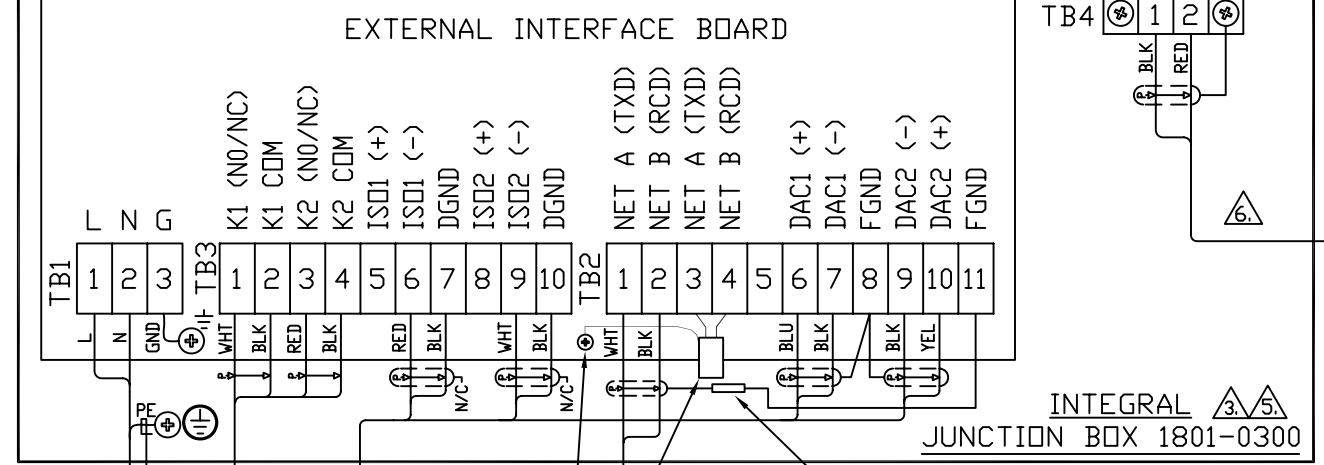 EXTERNAL INTERFACE BOARD
TB4 1 2
BLK RED
P
L N G
K1 (NO/NC)
K1 COM
K2 (NO/NC)
K2 COM
ISO1 (+)
ISO1 (-)
DGND
ISO2 (+)
ISO2 (-)
DGND
NET A (TXD)
NET B (RCD)
NET A (TXD)
NET B (RCD)
DAC1 (+)
DAC1 (-)
FGND
DAC2 (-)
DAC2 (+)
FGND
6.
TB1 1 2 3
TB3 1 2 3 4 5 6 7 8 9 10
TB2 1 2 3 4 5 6 7 8 9 10 11
L N GND
WHT BLK RED BLK RED BLK WHT BLK
WHT BLK BLU BLK BLK YEL
P P P P P P P
N/C N/C
PE
INTEGRAL 3. 5.
JUNCTION BOX 1801-0300